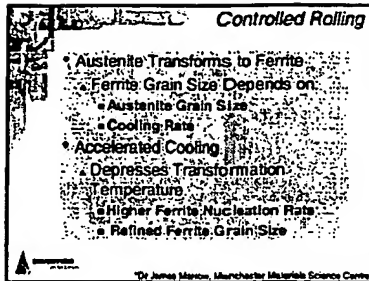 Controlled Rolling
• Austenite Transforms to Ferrite
▲ Ferrite Grain Size Depends on:
■ Austenite Grain Size
■ Cooling Rate
• Accelerated Cooling
▲ Depresses Transformation
Temperature
■ Higher Ferrite Nucleation Rate
■ Refined Ferrite Grain Size
Dr James Marrow, Manchester Materials Science Centre